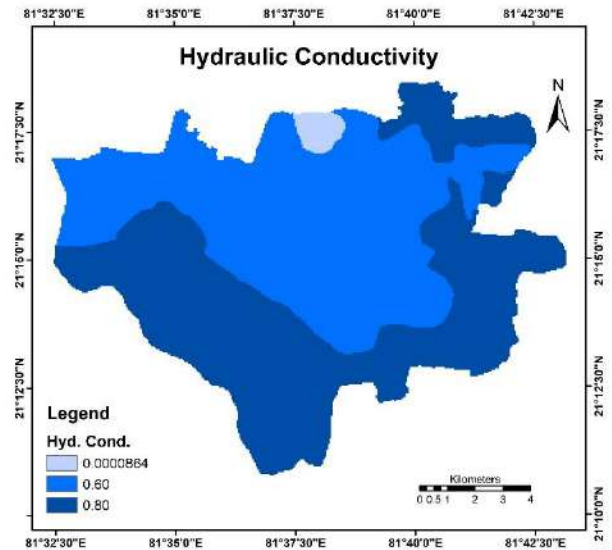 81°32'30"E 81°35'0"E 81°37'30"E 81°40'0"E 81°42'30"E
Hydraulic Conductivity
N
21°17'30"N 21°17'30"N
21°15'0"N 21°15'0"N
21°12'30"N 21°12'30"N
21°10'0"N
Legend
Hyd. Cond.
0.0000864
0.60
0.80
Kilometers
0 0.5 1 2 3 4
81°32'30"E 81°35'0"E 81°37'30"E 81°40'0"E 81°42'30"E